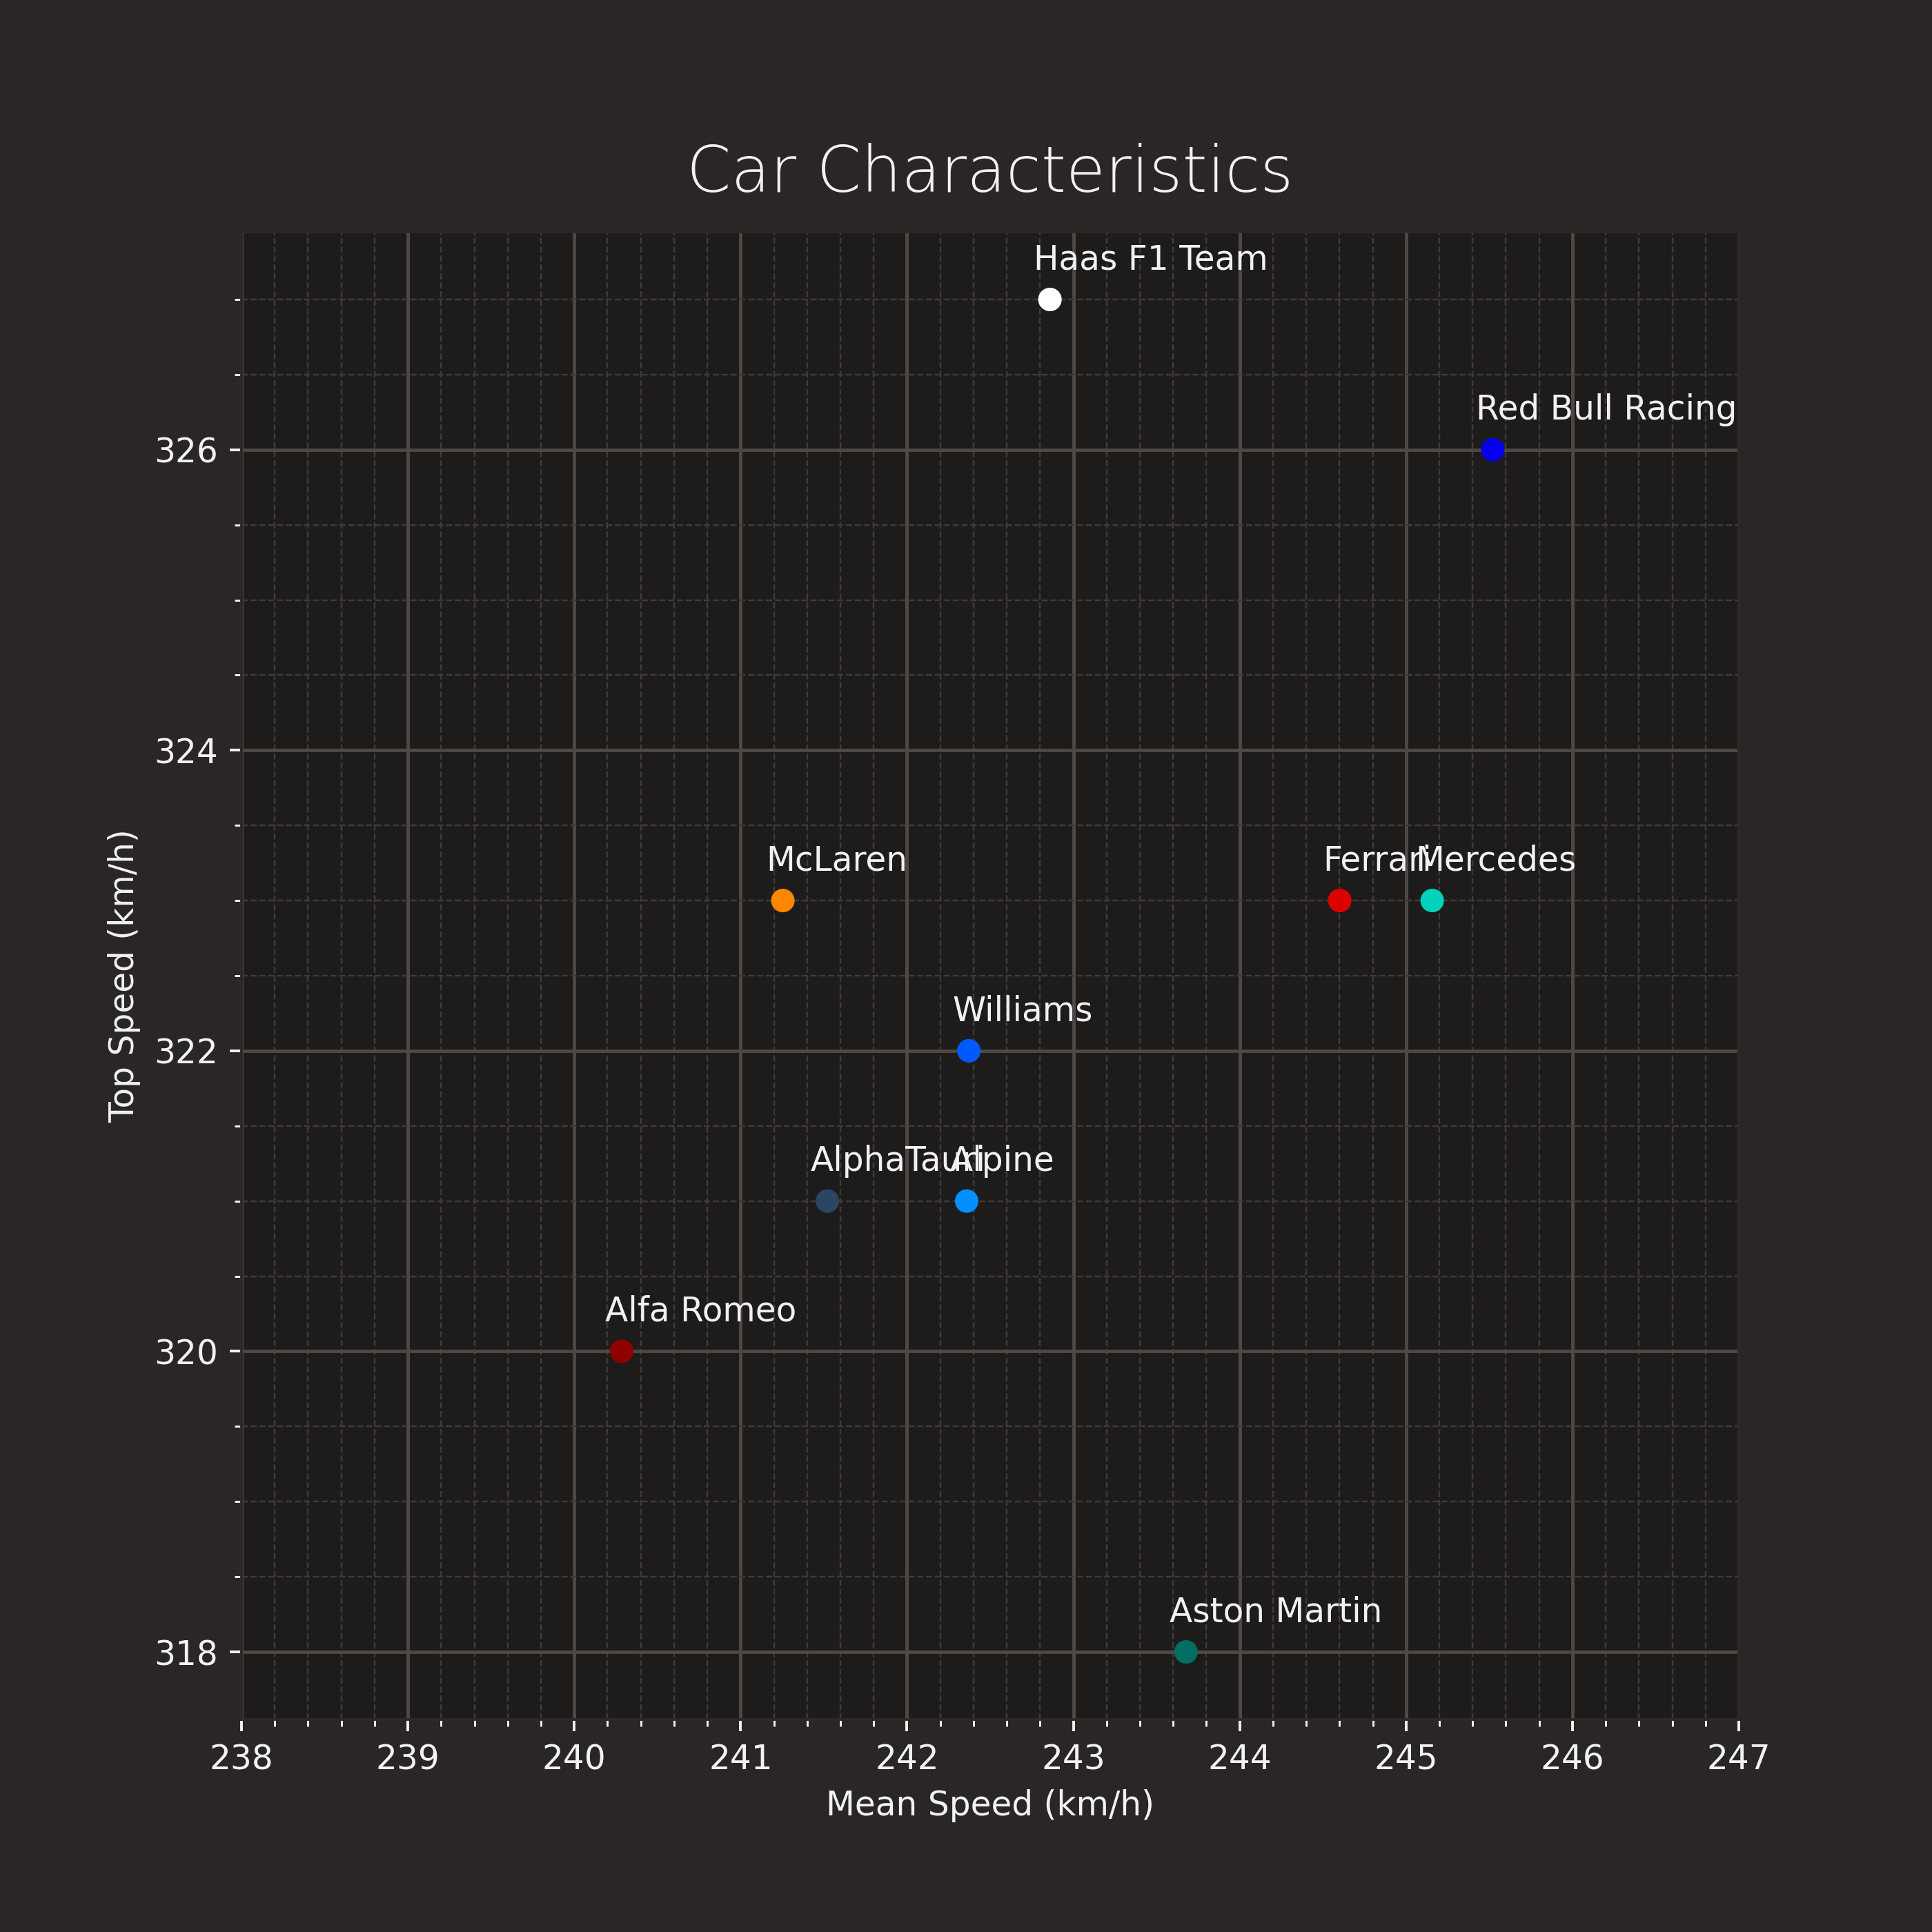 Car Characteristics
Haas F1 Team
Red Bull Racing
326
324
McLaren
Ferrari
Mercedes
Williams
322
AlphaTauri
Alpine
Alfa Romeo
320
Aston Martin
318
Top Speed (km/h)
238 239 240 241 242 243 244 245 246 247
Mean Speed (km/h)